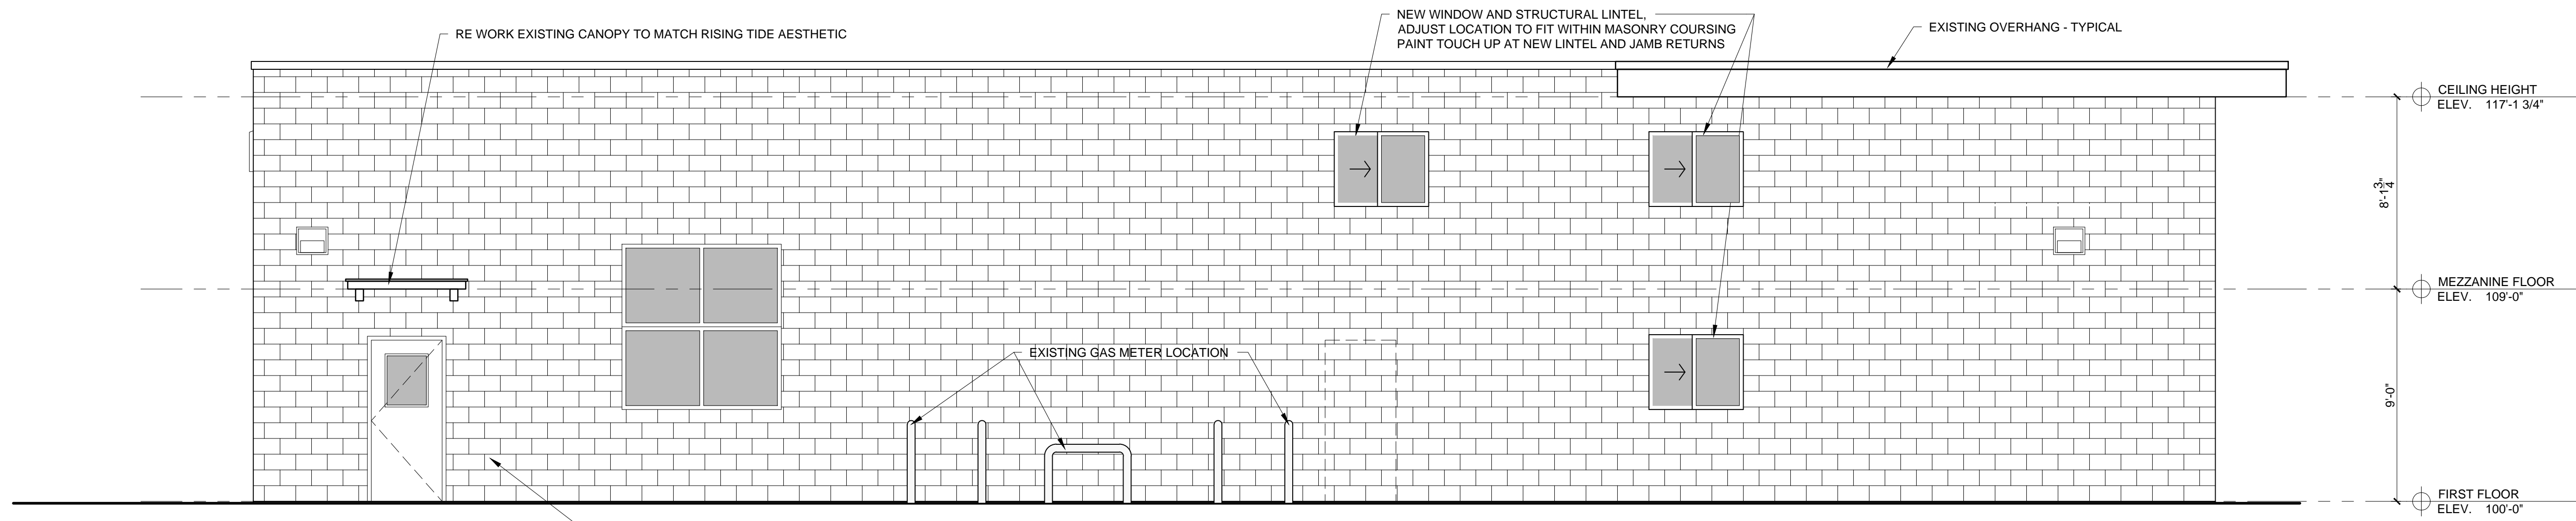 RE WORK EXISTING CANOPY TO MATCH RISING TIDE AESTHETIC
NEW WINDOW AND STRUCTURAL LINTEL,
ADJUST LOCATION TO FIT WITHIN MASONRY COURSING
PAINT TOUCH UP AT NEW LINTEL AND JAMB RETURNS
EXISTING OVERHANG - TYPICAL
CEILING HEIGHT
ELEV. 117'-1 3/4"
8'-1 3/4"
MEZZANINE FLOOR
ELEV. 109'-0"
EXISTING GAS METER LOCATION
9'-0"
FIRST FLOOR
ELEV. 100'-0"